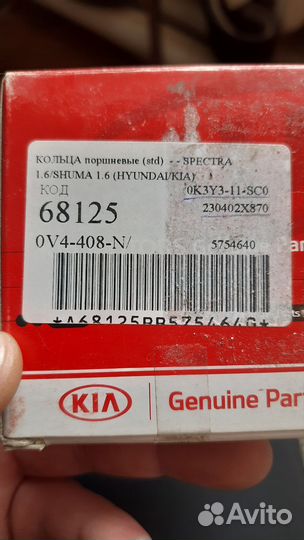 КОЛЬЦА поршневые (std) - - SPECTRA
1.6/SHUMA 1.6 (HYUNDAI/KIA)
КОД 0K3Y3-11-SC0
68125 230402X870
0V4-408-N/ 5754640
*A68125BB5754646*
KIA Genuine Part
Avito